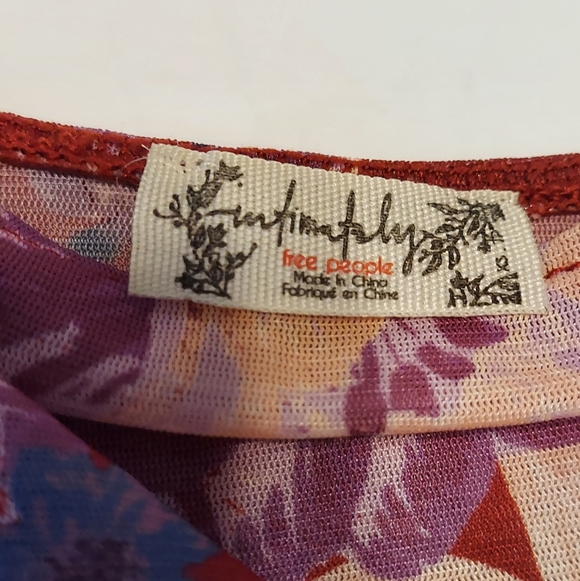 intimately
free people
Made in China
Fabriqué en Chine
XS